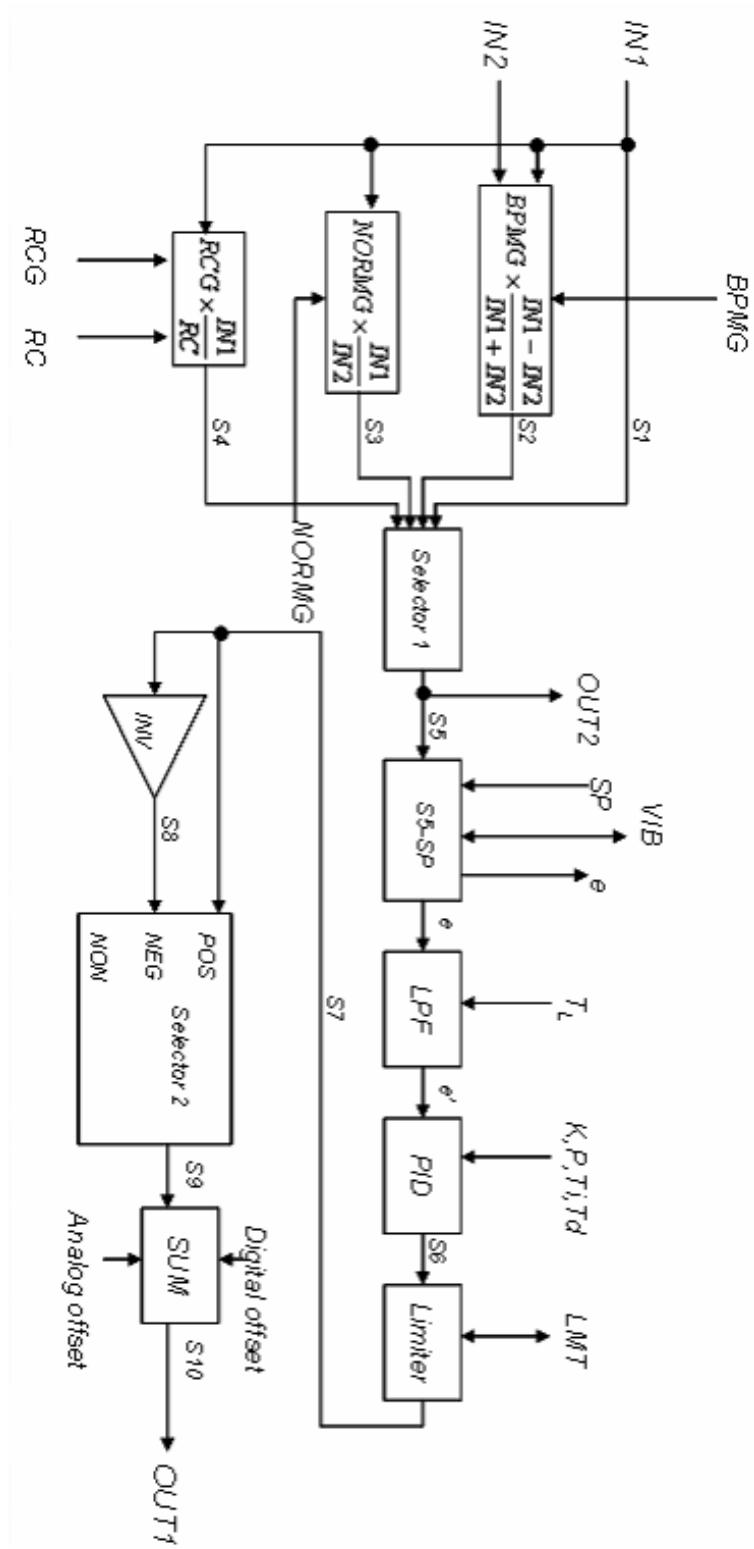 IN1
IN2
BPMG
BPMG × (IN1 − IN2)/(IN1 + IN2)
NORMG × IN1/IN2
RCG × IN1/RC
RCG
RC
NORMG
S1
S2
S3
S4
Selector 1
OUT2
S5
SP
VIB
e
S5-SP
e
T_L
LPF
e'
K,P,Ti,Td
PID
S6
LMT
Limiter
S7
INV
S8
POS
NEG
NON
Selector 2
S9
Digital offset
SUM
Analog offset
S10
OUT1